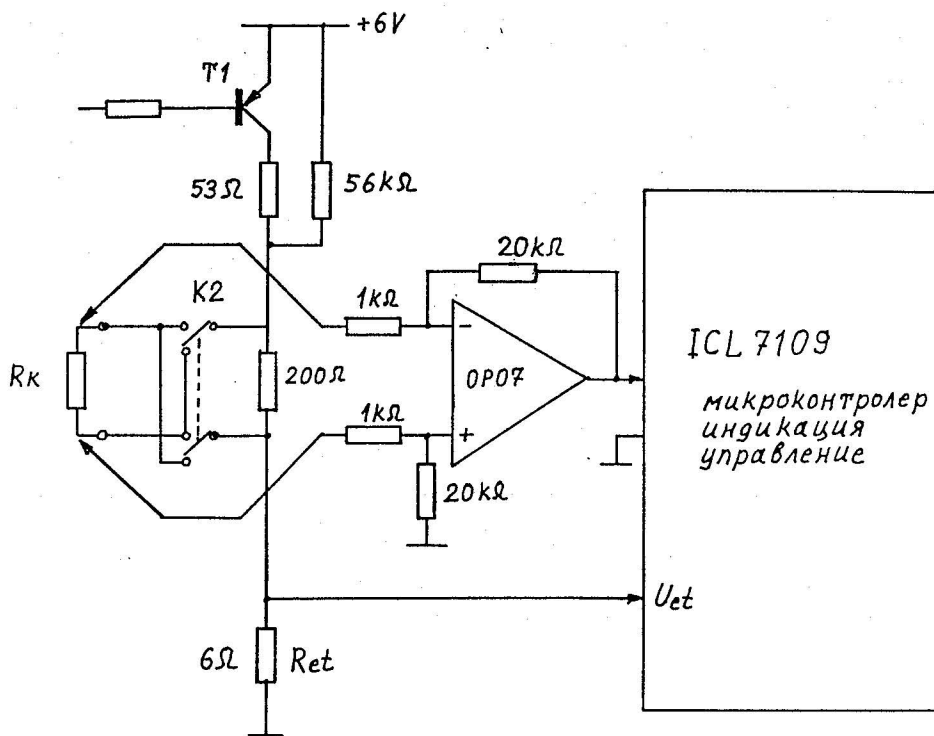 +6V
T1
53Ω
56kΩ
20kΩ
K2
1kΩ
ICL 7109
Rк
200Ω
OP07
микроконтролер
индикация
управление
1kΩ
20kΩ
Uet
6Ω
Ret